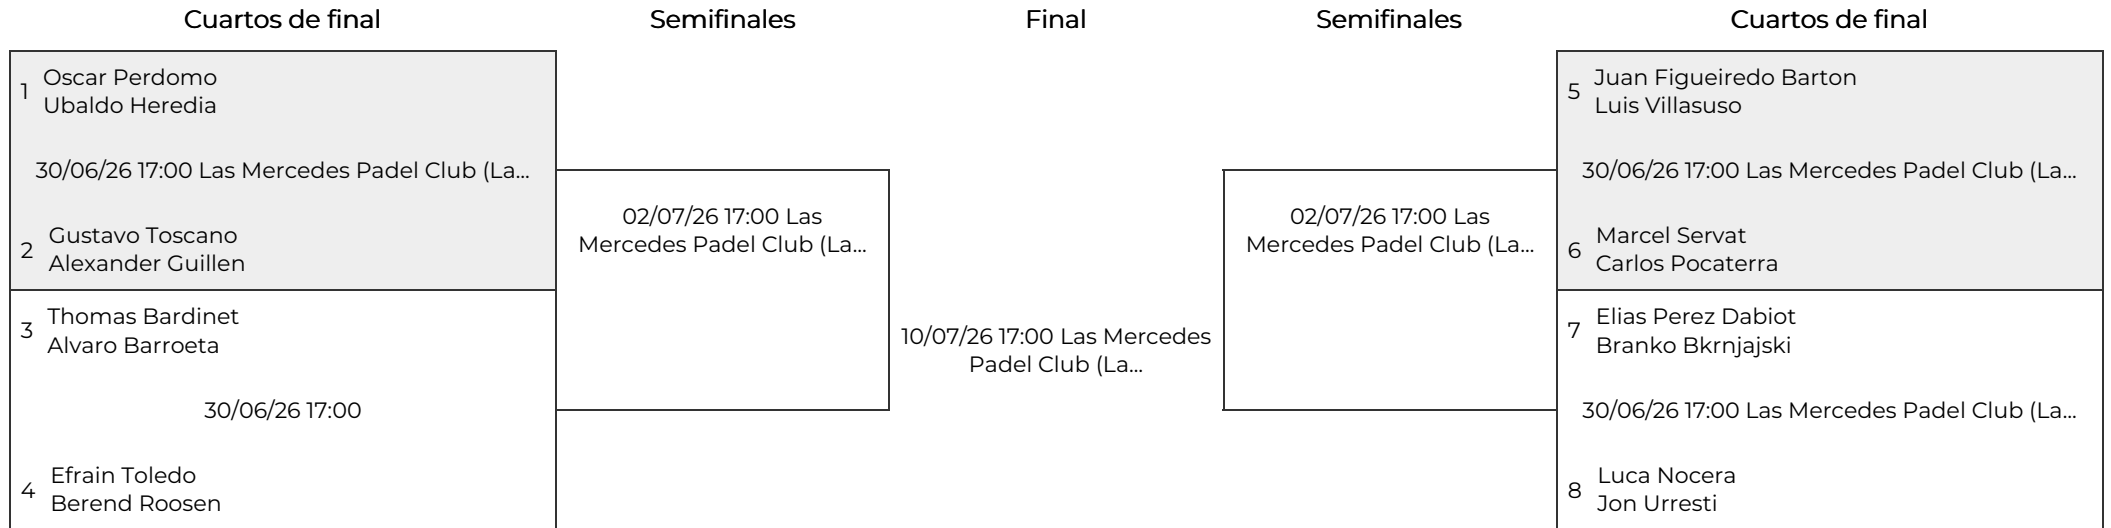 Cuartos de final
Semifinales
Final
Semifinales
Cuartos de final
1
Oscar Perdomo
Ubaldo Heredia
30/06/26 17:00 Las Mercedes Padel Club (La...
2
Gustavo Toscano
Alexander Guillen
3
Thomas Bardinet
Alvaro Barroeta
30/06/26 17:00
4
Efrain Toledo
Berend Roosen
02/07/26 17:00 Las
Mercedes Padel Club (La...
10/07/26 17:00 Las Mercedes
Padel Club (La...
02/07/26 17:00 Las
Mercedes Padel Club (La...
5
Juan Figueiredo Barton
Luis Villasuso
30/06/26 17:00 Las Mercedes Padel Club (La...
6
Marcel Servat
Carlos Pocaterra
7
Elias Perez Dabiot
Branko Bkrnjajski
30/06/26 17:00 Las Mercedes Padel Club (La...
8
Luca Nocera
Jon Urresti